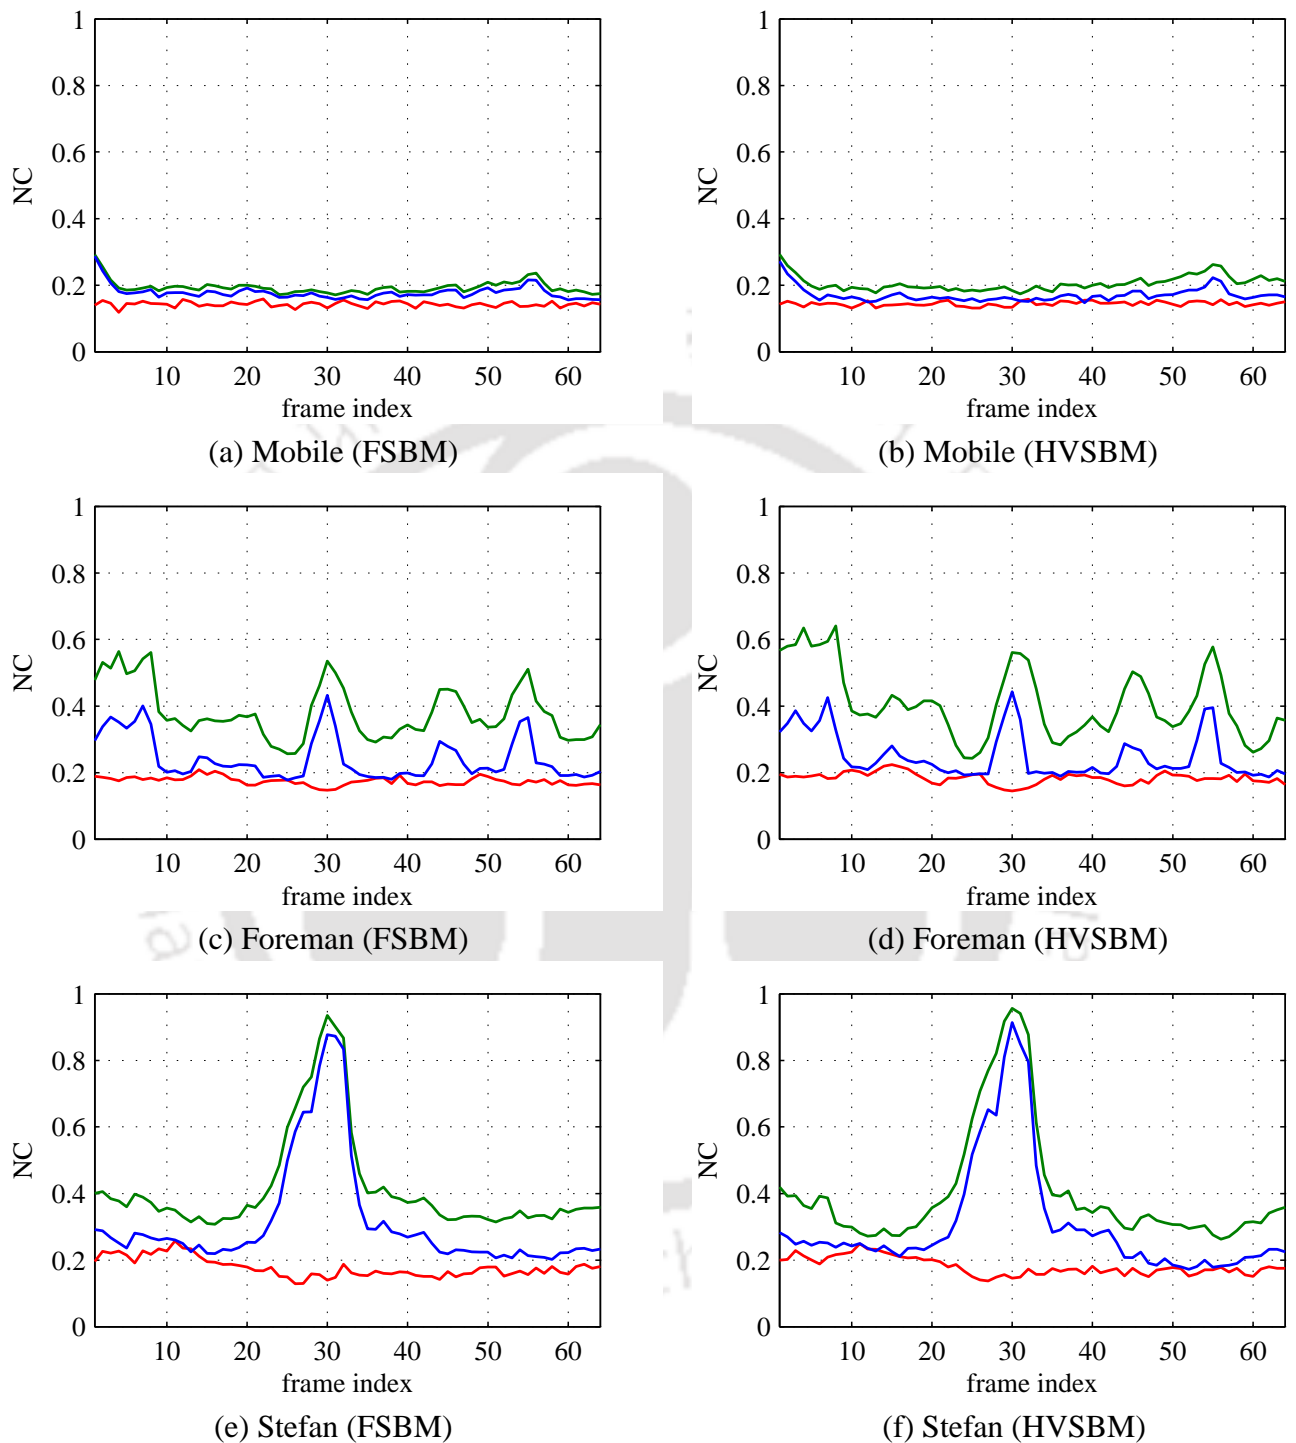 1
0.8
0.6
0.4
0.2
0
NC
10 20 30 40 50 60
frame index
(a) Mobile (FSBM)
1
0.8
0.6
0.4
0.2
0
NC
10 20 30 40 50 60
frame index
(b) Mobile (HVSBM)
1
0.8
0.6
0.4
0.2
0
NC
10 20 30 40 50 60
frame index
(c) Foreman (FSBM)
1
0.8
0.6
0.4
0.2
0
NC
10 20 30 40 50 60
frame index
(d) Foreman (HVSBM)
1
0.8
0.6
0.4
0.2
0
NC
10 20 30 40 50 60
frame index
(e) Stefan (FSBM)
1
0.8
0.6
0.4
0.2
0
NC
10 20 30 40 50 60
frame index
(f) Stefan (HVSBM)